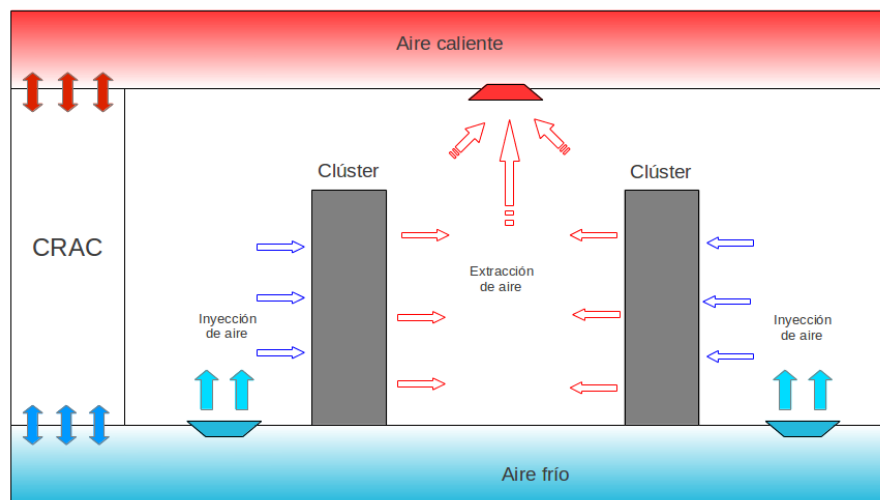 Aire caliente
Clúster
Clúster
CRAC
Extracción
de aire
Inyección
de aire
Inyección
de aire
Aire frío